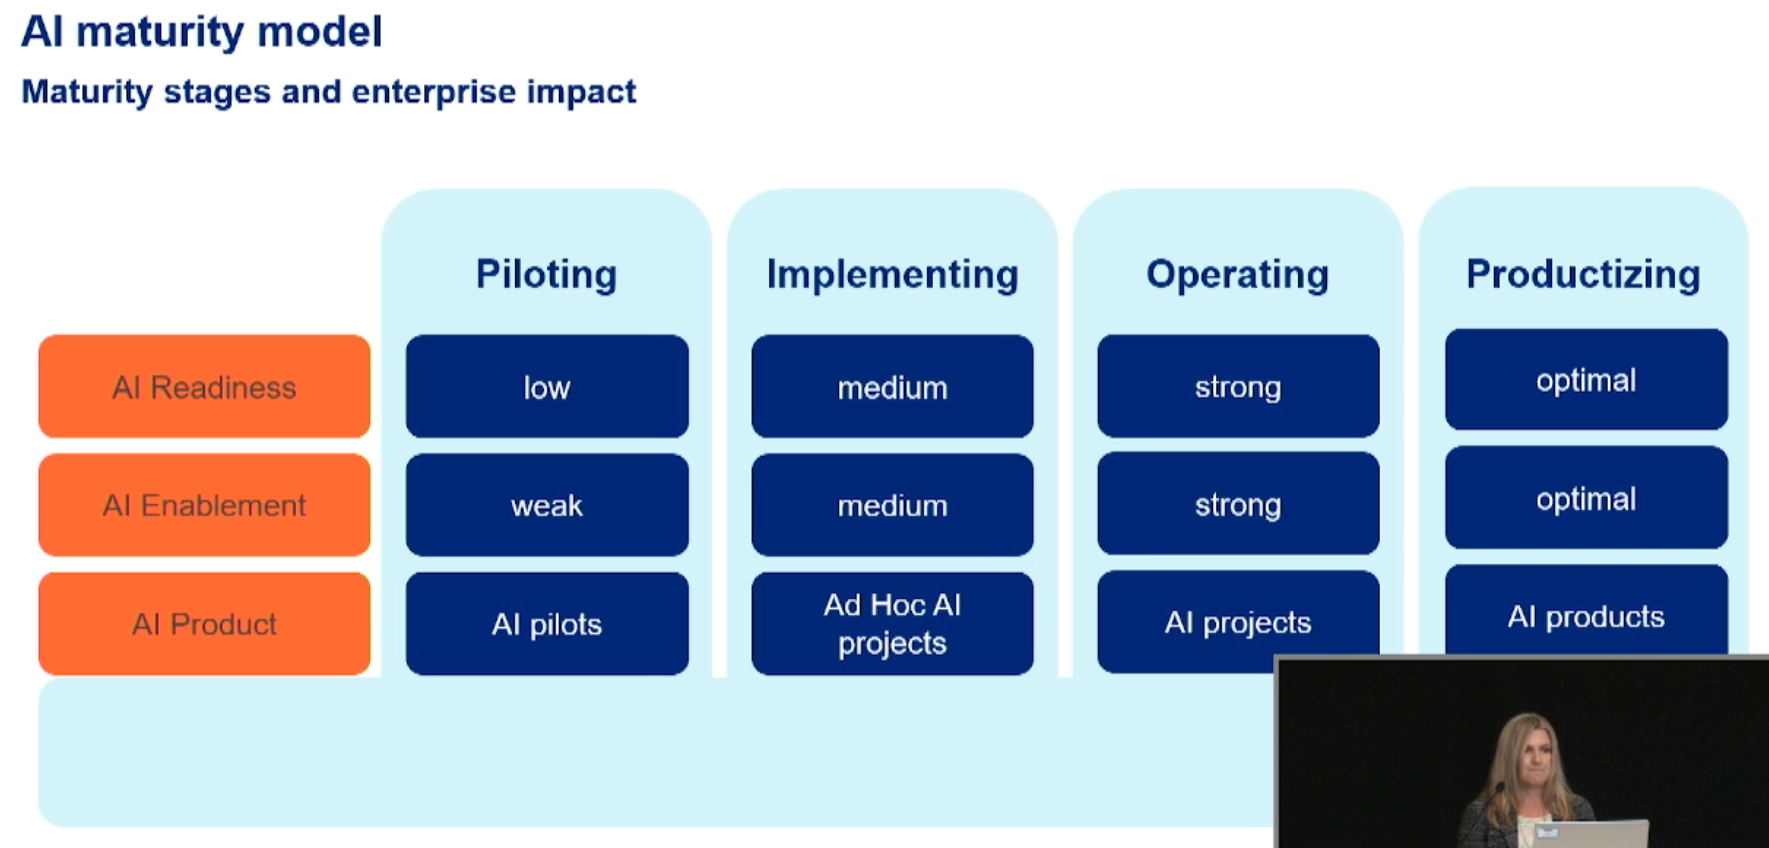 AI maturity model
Maturity stages and enterprise impact
Piloting
Implementing
Operating
Productizing
AI Readiness
low
medium
strong
optimal
AI Enablement
weak
medium
strong
optimal
AI Product
AI pilots
Ad Hoc AI
projects
AI projects
AI products